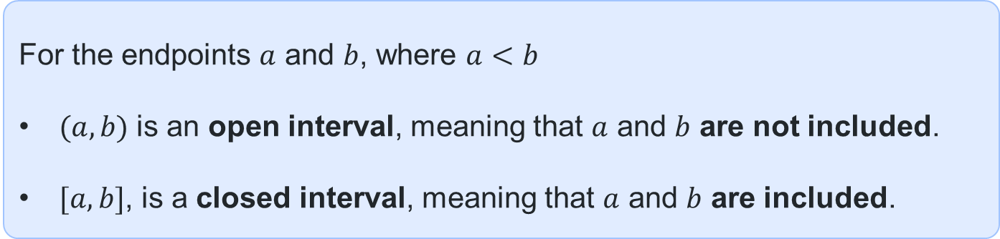 For the endpoints a and b, where a < b
• (a, b) is an open interval, meaning that a and b are not included.
• [a, b], is a closed interval, meaning that a and b are included.